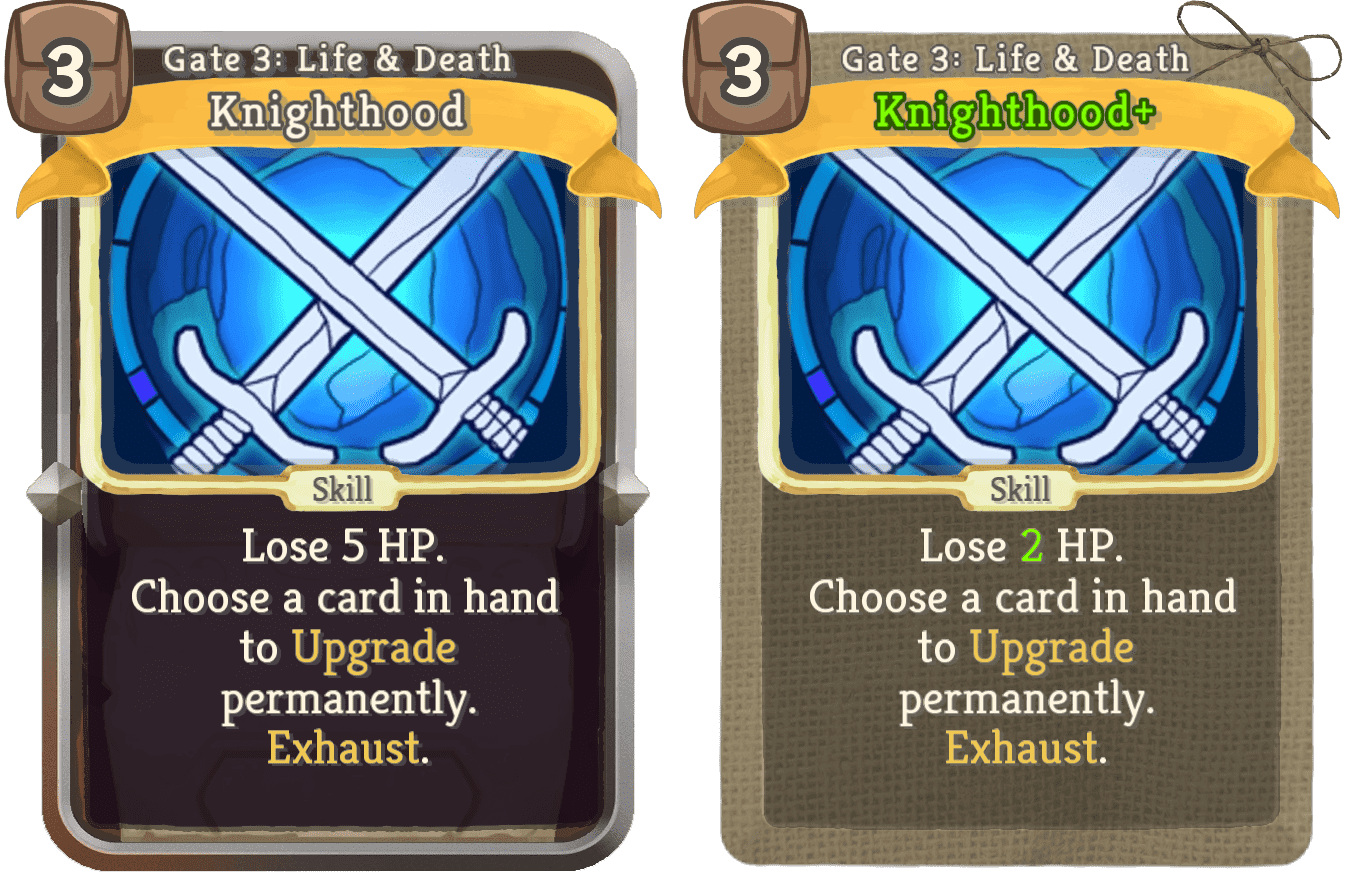 3
Gate 3: Life & Death
Knighthood
Skill
Lose 5 HP.
Choose a card in hand
to Upgrade
permanently.
Exhaust.
3
Gate 3: Life & Death
Knighthood+
Skill
Lose 2 HP.
Choose a card in hand
to Upgrade
permanently.
Exhaust.